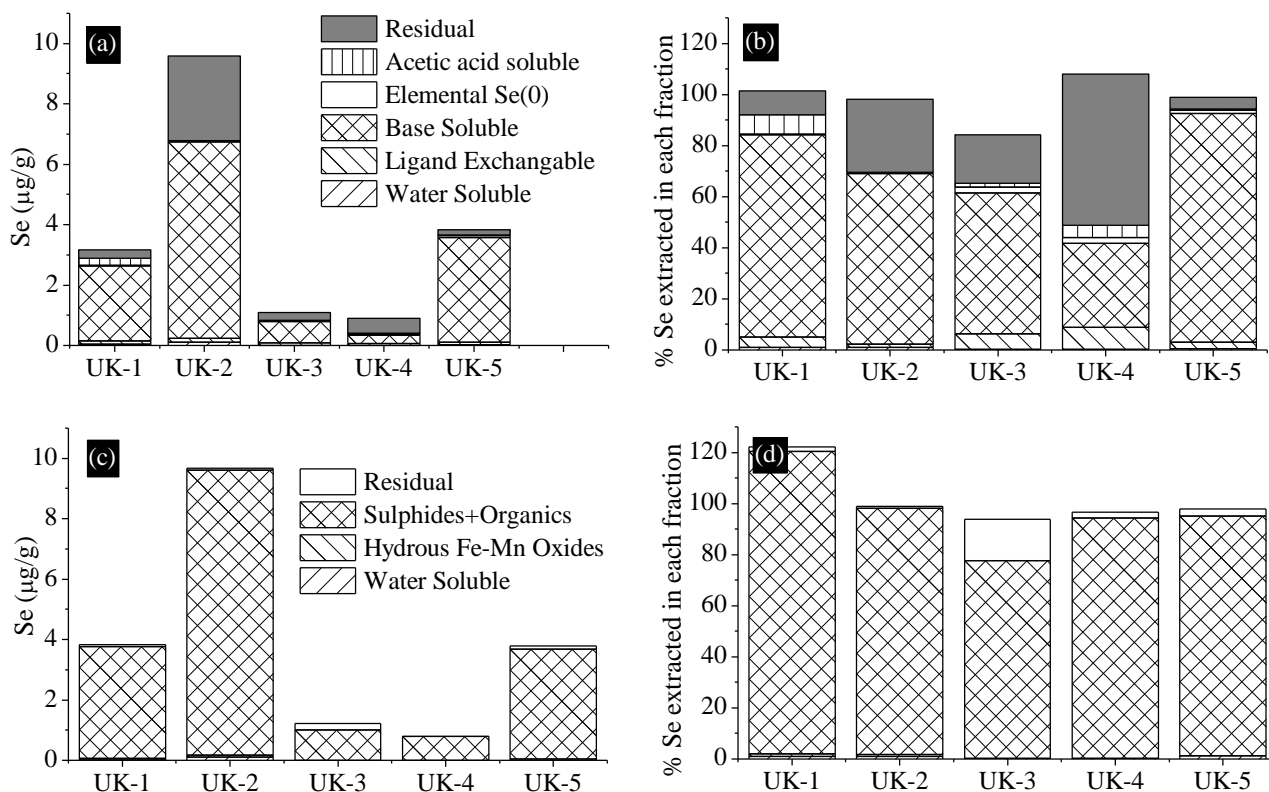 (a)
Se (µg/g)
10
8
6
4
2
0
Residual
Acetic acid soluble
Elemental Se(0)
Base Soluble
Ligand Exchangable
Water Soluble
UK-1 UK-2 UK-3 UK-4 UK-5
(b)
% Se extracted in each fraction
120
100
80
60
40
20
0
UK-1 UK-2 UK-3 UK-4 UK-5
(c)
Se (µg/g)
10
8
6
4
2
0
Residual
Sulphides+Organics
Hydrous Fe-Mn Oxides
Water Soluble
UK-1 UK-2 UK-3 UK-4 UK-5
(d)
% Se extracted in each fraction
120
100
80
60
40
20
0
UK-1 UK-2 UK-3 UK-4 UK-5